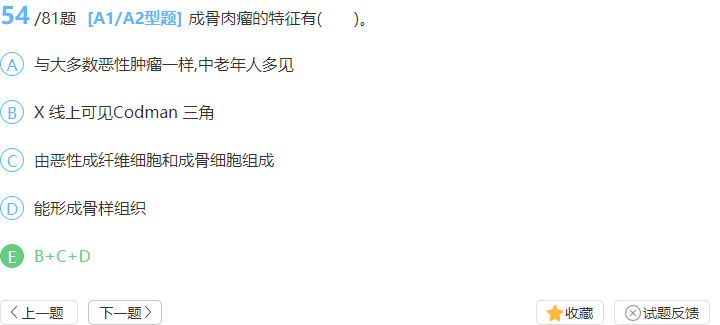 54 /81题 [A1/A2型题] 成骨肉瘤的特征有( )。
A 与大多数恶性肿瘤一样,中老年人多见
B X 线上可见Codman 三角
C 由恶性成纤维细胞和成骨细胞组成
D 能形成骨样组织
E B+C+D
上一题 下一题 收藏 试题反馈